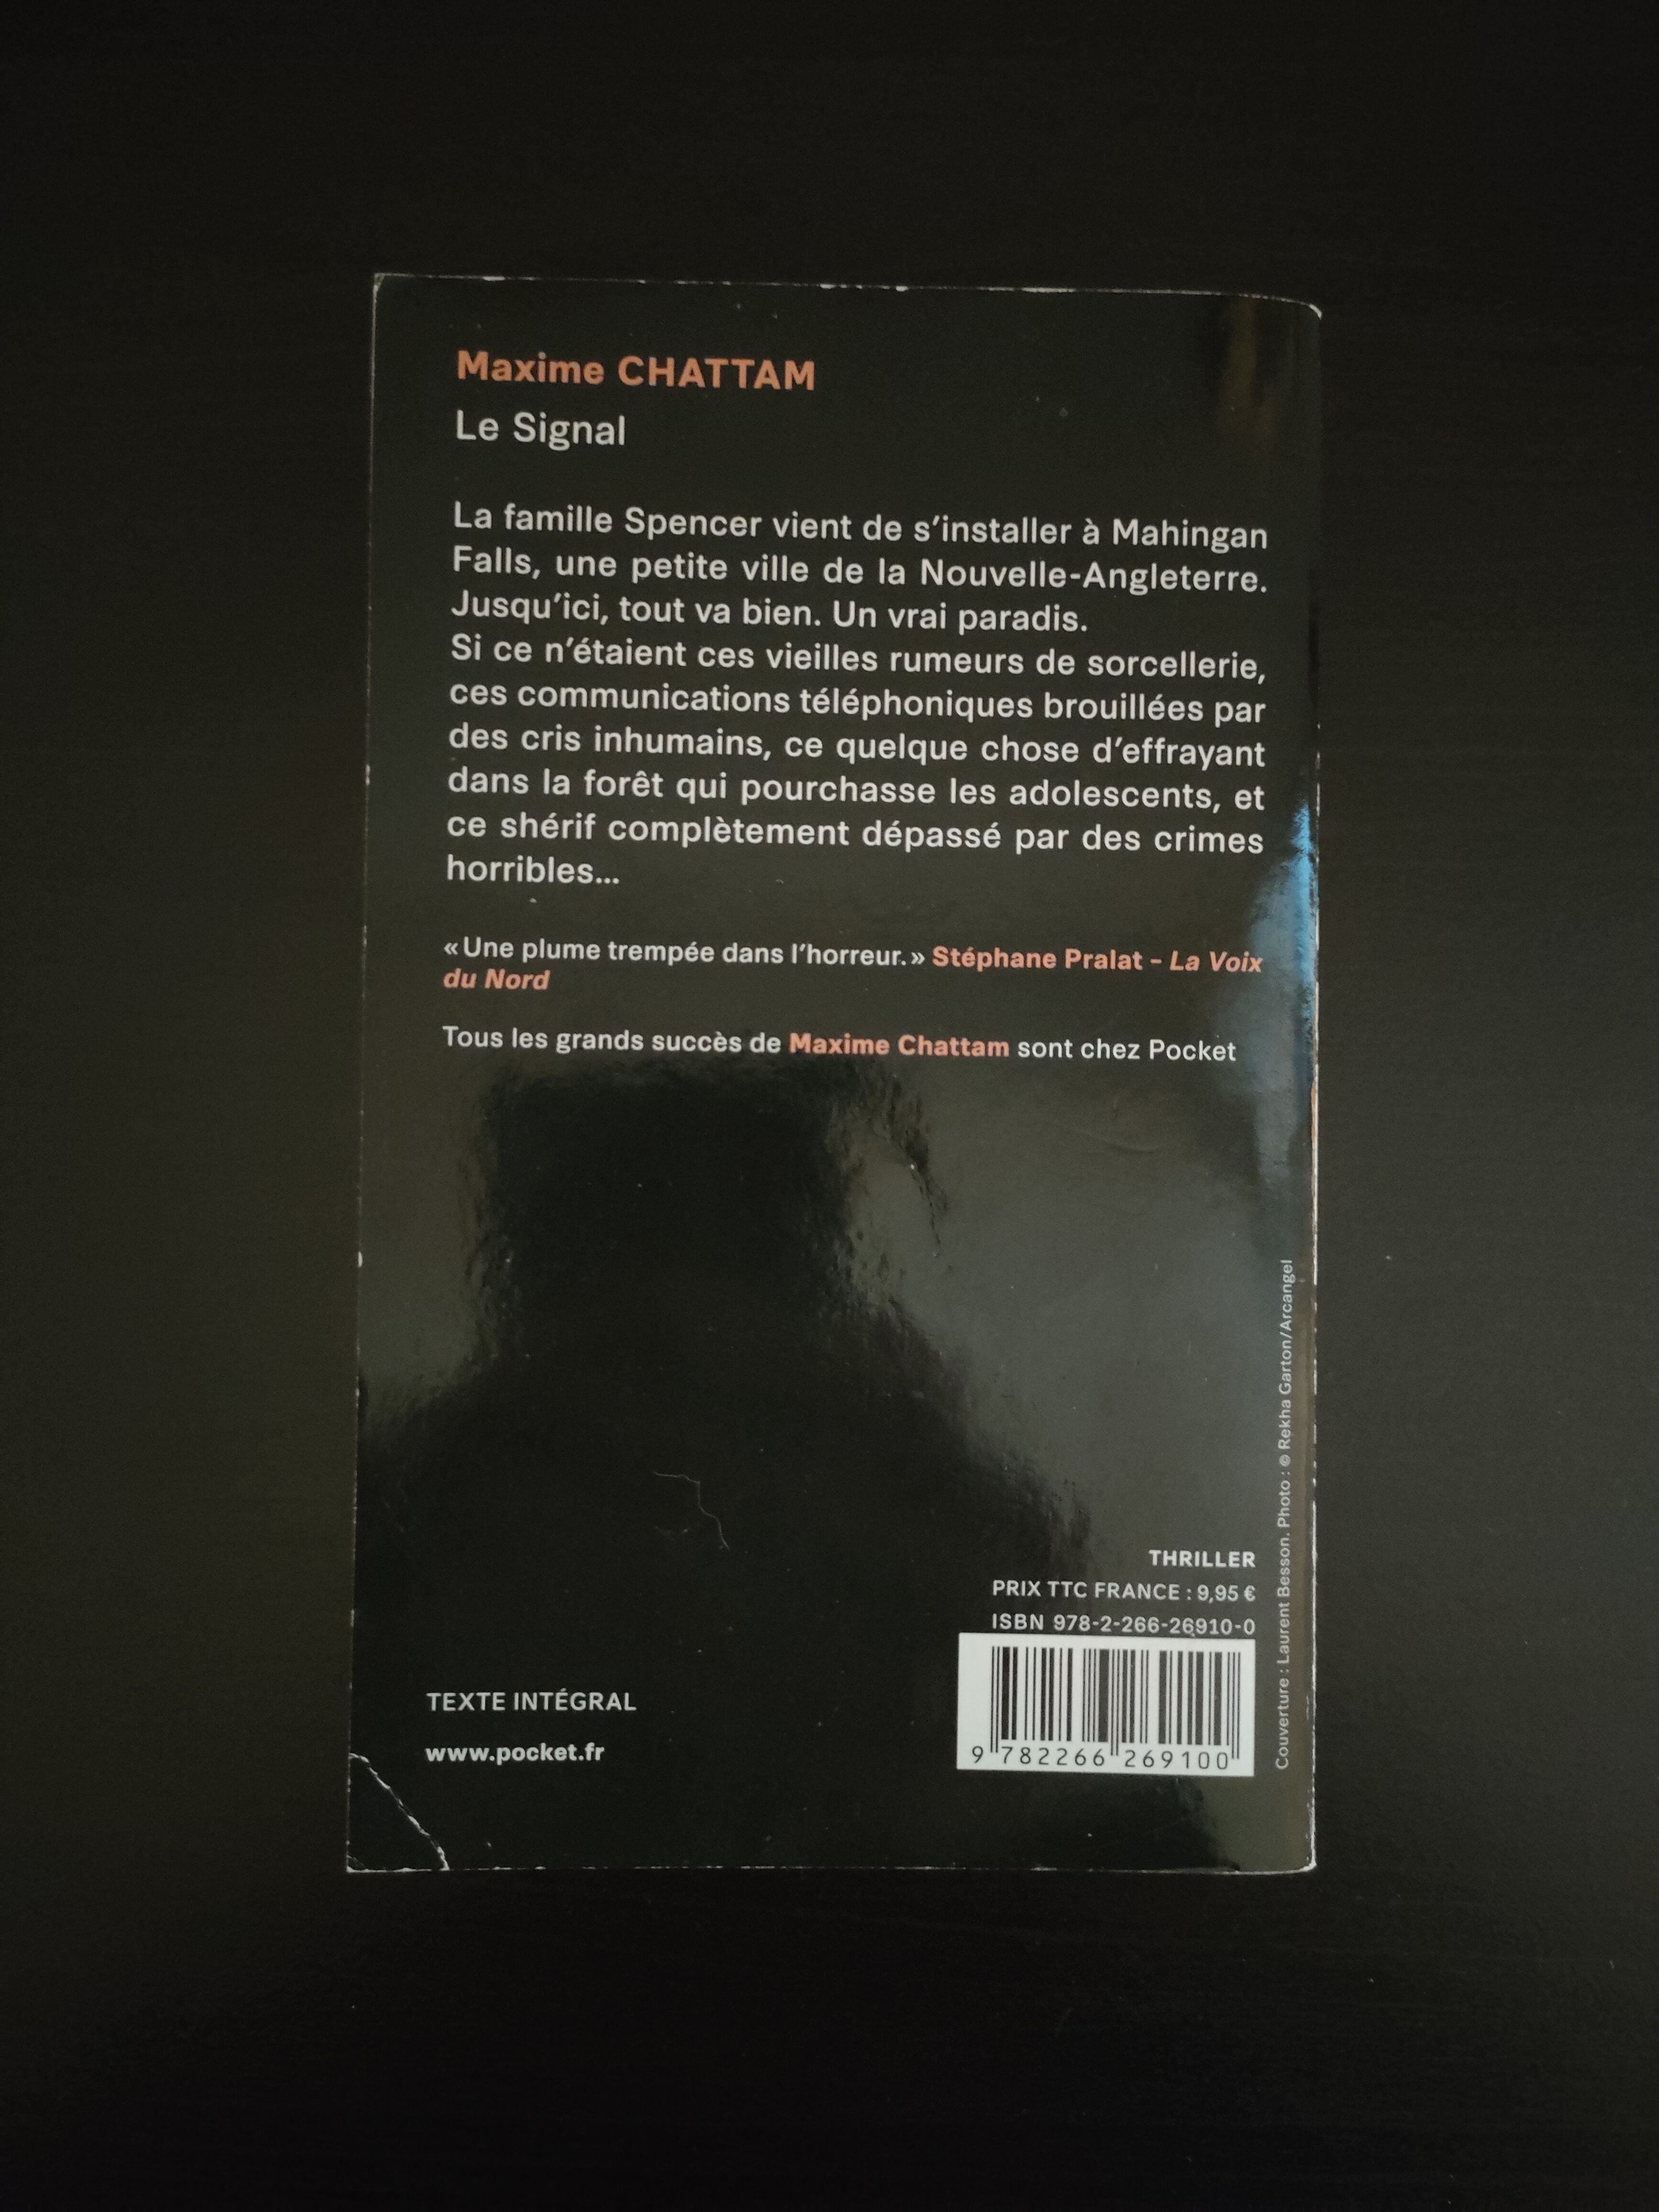 Maxime CHATTAM
Le Signal
La famille Spencer vient de s’installer à Mahingan
Falls, une petite ville de la Nouvelle-Angleterre.
Jusqu’ici, tout va bien. Un vrai paradis.
Si ce n’étaient ces vieilles rumeurs de sorcellerie,
ces communications téléphoniques brouillées par
des cris inhumains, ce quelque chose d’effrayant
dans la forêt qui pourchasse les adolescents, et
ce shérif complètement dépassé par des crimes
horribles...
« Une plume trempée dans l’horreur. » Stéphane Pralat – La Voix
du Nord
Tous les grands succès de Maxime Chattam sont chez Pocket
THRILLER
PRIX TTC FRANCE : 9,95 €
ISBN 978-2-266-26910-0
9 782266 269100
TEXTE INTÉGRAL
www.pocket.fr
Couverture : Laurent Besson. Photo : © Rekha Garton/Arcangel